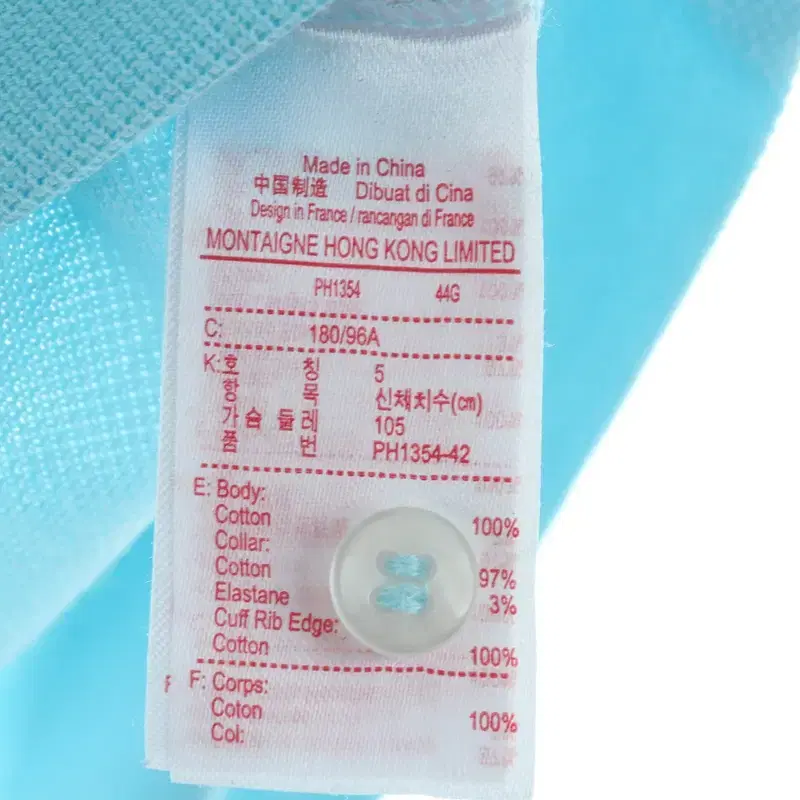 Made in China
中国制造 Dibuat di Cina
Design in France / rancangan di France
MONTAIGNE HONG KONG LIMITED
PH1354 44G
C: 180/96A
K: 호 칭 5
항 목 신체치수(cm)
가슴 둘레 105
품 번 PH1354-42
E: Body:
Cotton 100%
Collar:
Cotton 97%
Elastane 3%
Cuff Rib Edge:
Cotton 100%
F: Corps:
Coton 100%
Col: